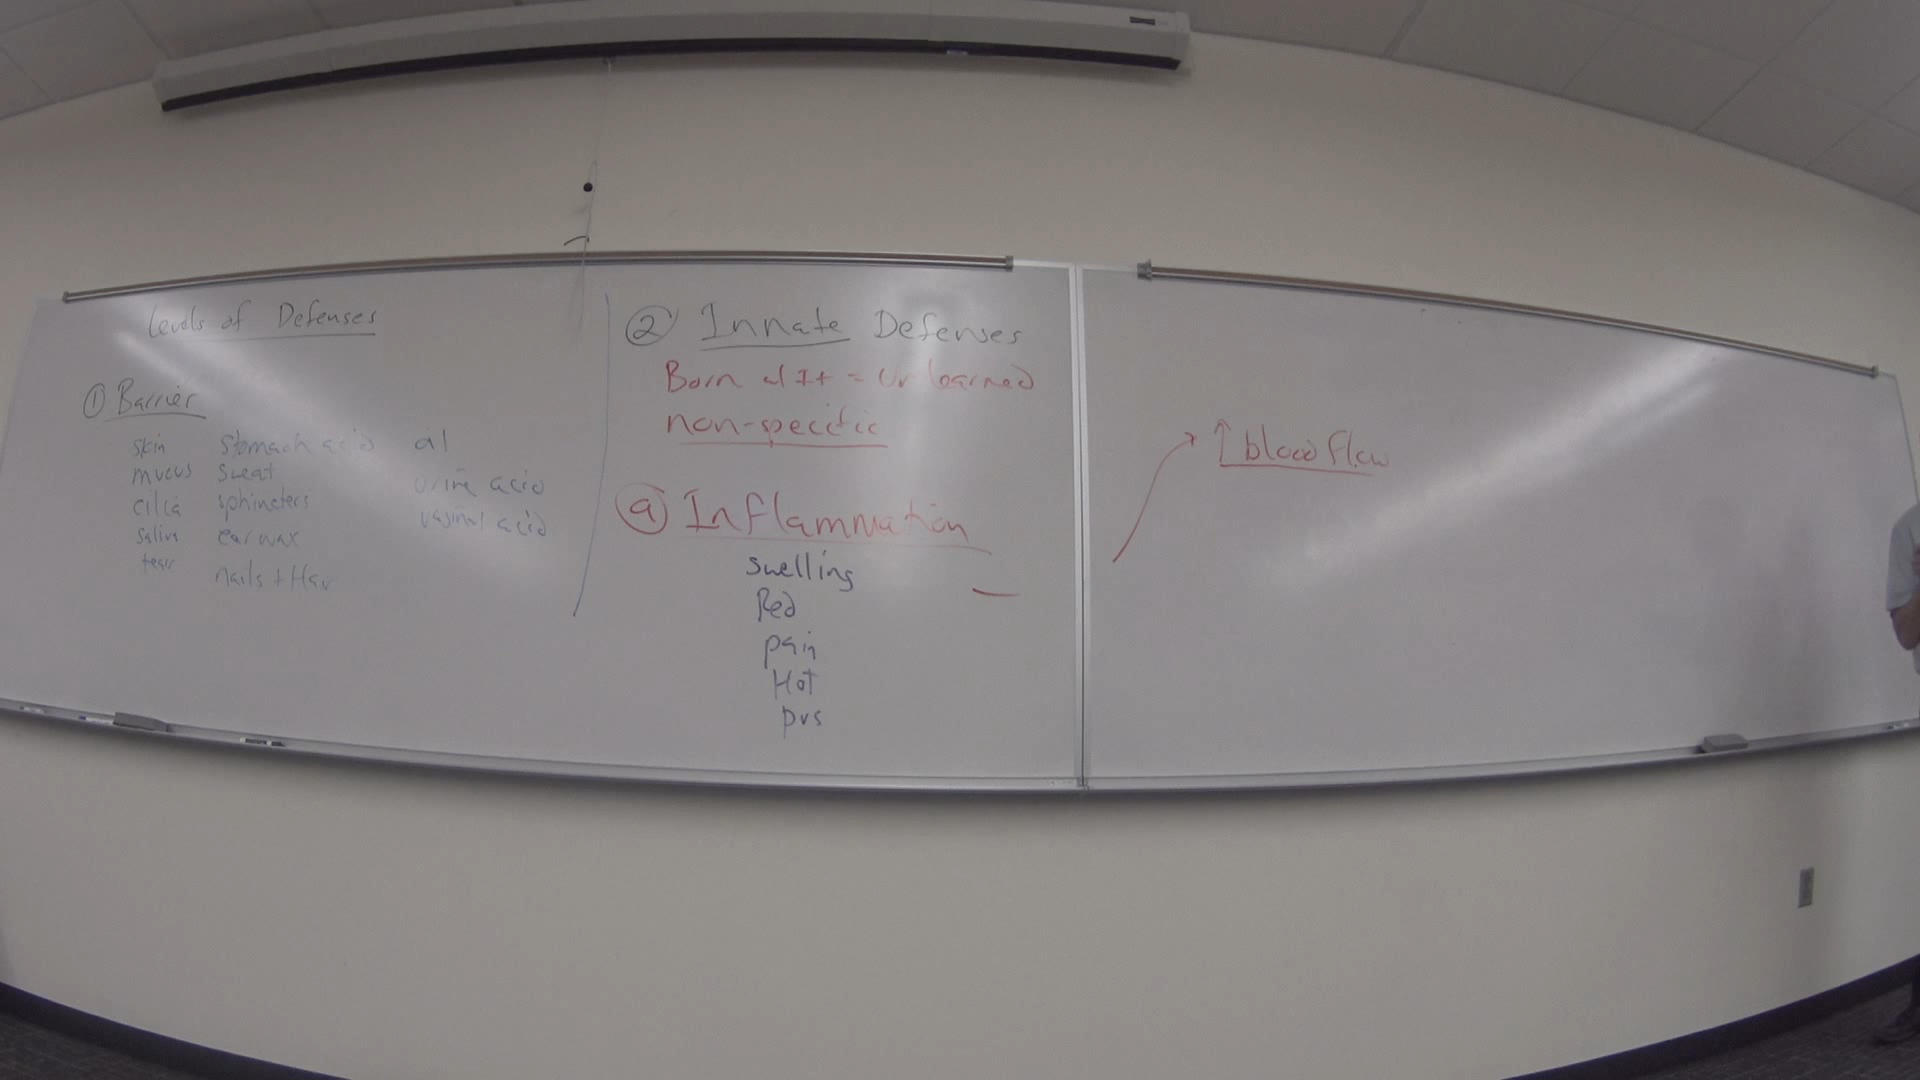 Levels of Defenses
① Barrier
skin stomach acid oil
mucus sweat urine acid
cilia sphincters vaginal acid
saliva ear wax
tears nails + Hair
② Innate Defenses
Born w/ It = Un learned
non-specific
ⓐ Inflammation
swelling
Red
pain
Hot
pus
↑ blood flow